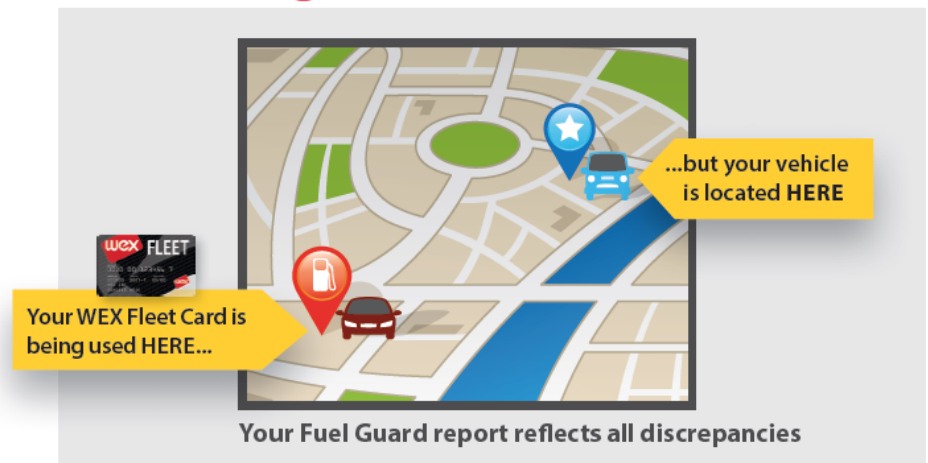 ...but your vehicle
is located HERE
wex FLEET
Your WEX Fleet Card is
being used HERE...
Your Fuel Guard report reflects all discrepancies